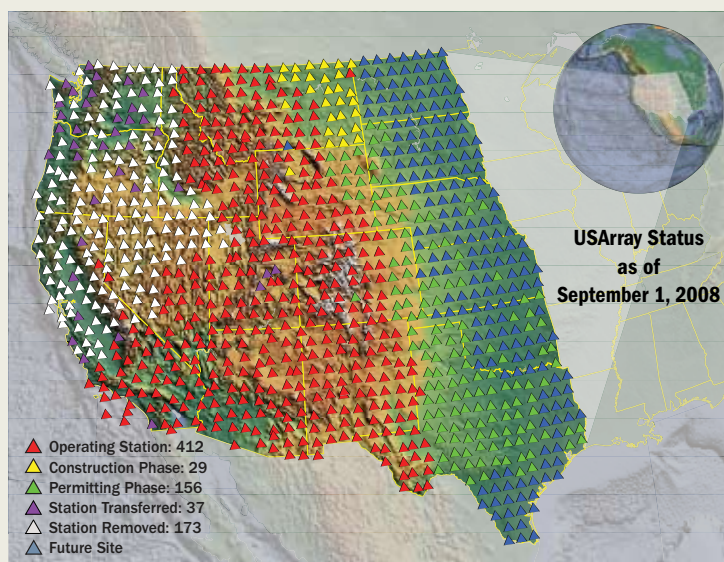 USArray Status
as of
September 1, 2008
Operating Station: 412
Construction Phase: 29
Permitting Phase: 156
Station Transferred: 37
Station Removed: 173
Future Site